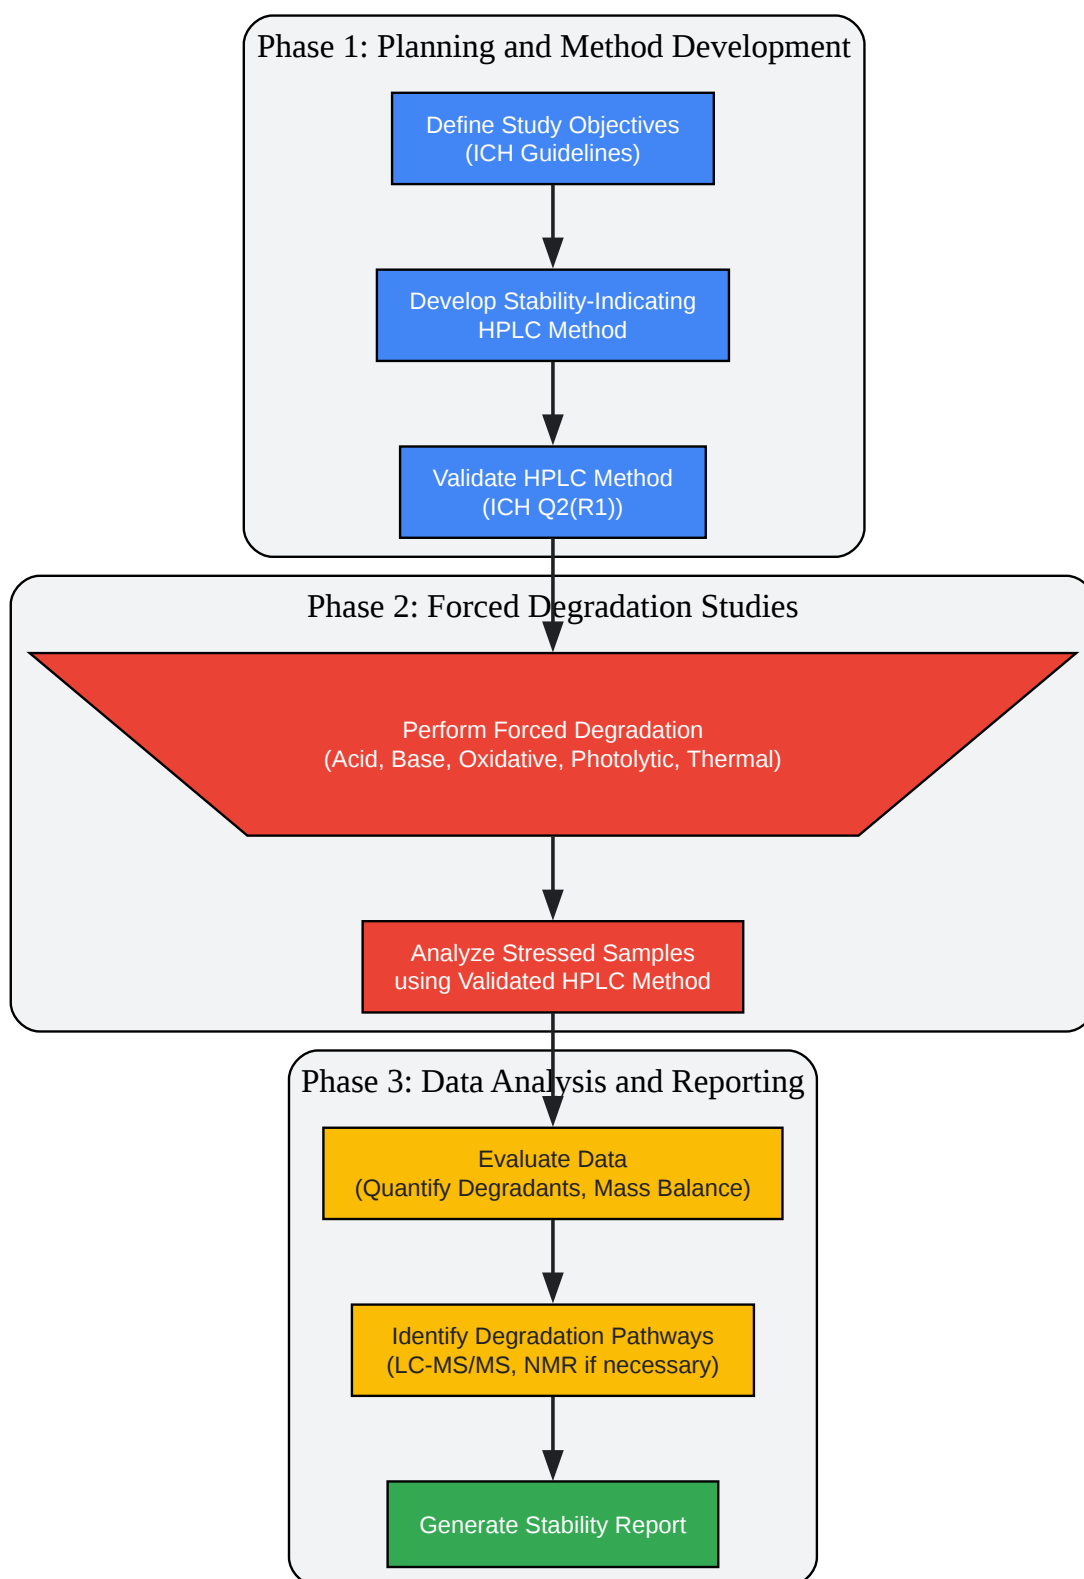 Phase 1: Planning and Method Development
Define Study Objectives
(ICH Guidelines)
Develop Stability-Indicating
HPLC Method
Validate HPLC Method
(ICH Q2(R1))
Phase 2: Forced Degradation Studies
Perform Forced Degradation
(Acid, Base, Oxidative, Photolytic, Thermal)
Analyze Stressed Samples
using Validated HPLC Method
Phase 3: Data Analysis and Reporting
Evaluate Data
(Quantify Degradants, Mass Balance)
Identify Degradation Pathways
(LC-MS/MS, NMR if necessary)
Generate Stability Report